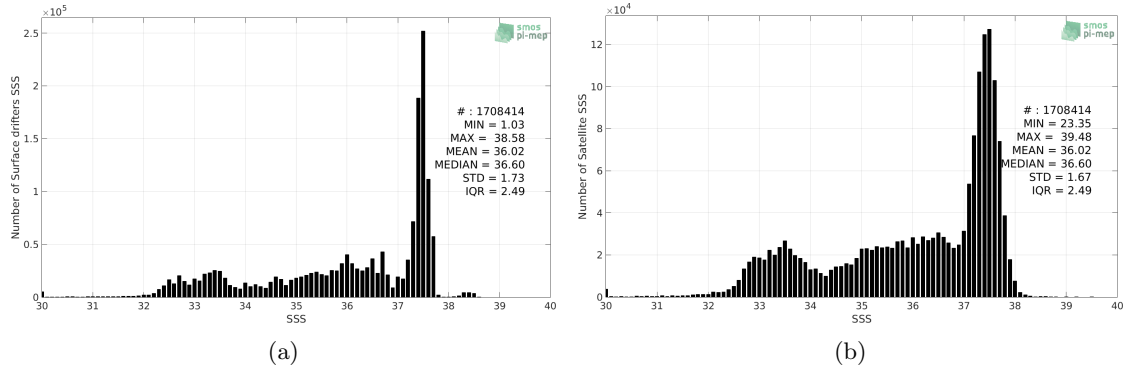 ×10⁵
2.5
2
1.5
1
0.5
0
30 31 32 33 34 35 36 37 38 39 40
SSS
Number of Surface drifters SSS
smos
pi-mep
# : 1708414
MIN = 1.03
MAX = 38.58
MEAN = 36.02
MEDIAN = 36.60
STD = 1.73
IQR = 2.49
(a)
×10⁴
12
10
8
6
4
2
0
30 31 32 33 34 35 36 37 38 39 40
SSS
Number of Satellite SSS
smos
pi-mep
# : 1708414
MIN = 23.35
MAX = 39.48
MEAN = 36.02
MEDIAN = 36.60
STD = 1.67
IQR = 2.49
(b)